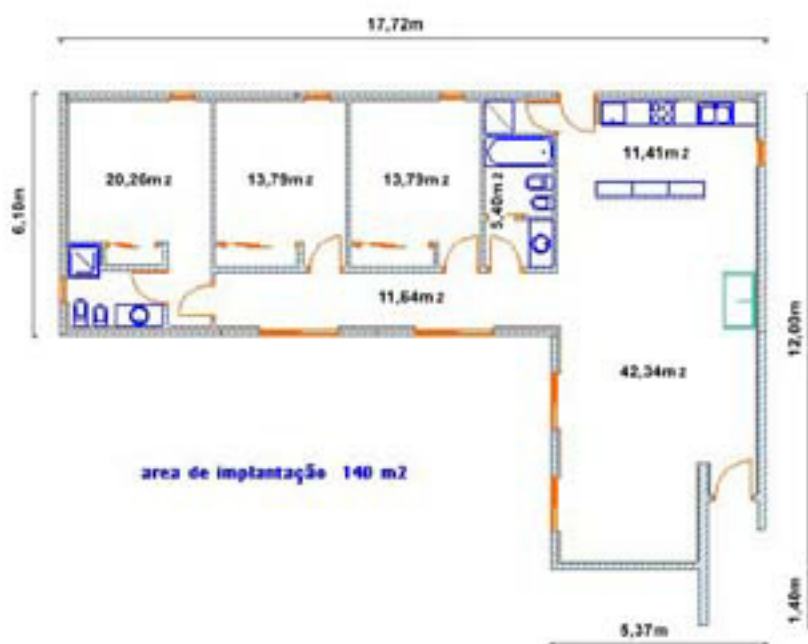 17,72m
6,10m
20,26m2
13,79m2
13,79m2
5,40m2
11,41m2
11,64m2
42,34m2
12,00m
area de implantação 140 m2
1,40m
5,37m